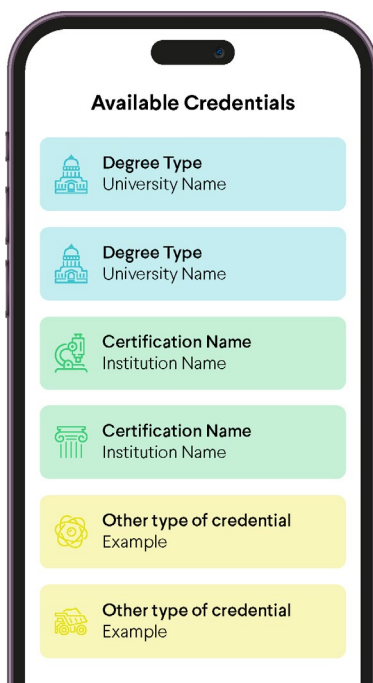 Available Credentials
Degree Type
University Name
Degree Type
University Name
Certification Name
Institution Name
Certification Name
Institution Name
Other type of credential
Example
Other type of credential
Example